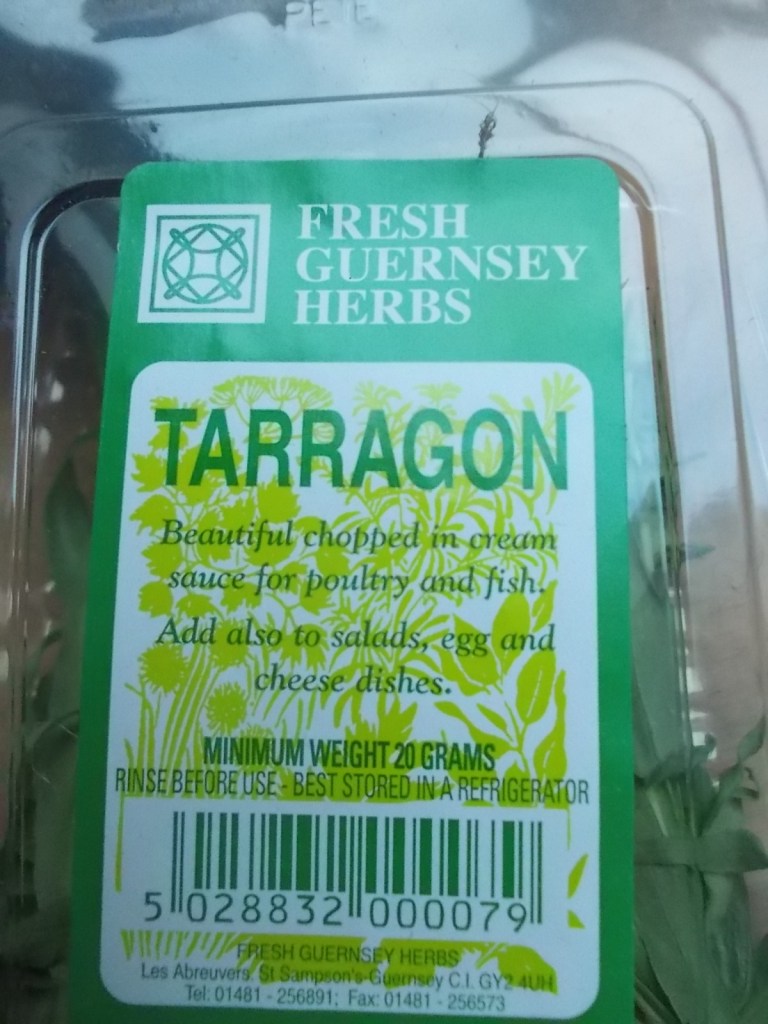 PETE
FRESH
GUERNSEY
HERBS
TARRAGON
Beautiful chopped in cream
sauce for poultry and fish.
Add also to salads, egg and
cheese dishes.
MINIMUM WEIGHT 20 GRAMS
RINSE BEFORE USE - BEST STORED IN A REFRIGERATOR
5 028832 000079
FRESH GUERNSEY HERBS
Les Abreuvers, St Sampson's-Guernsey C.I. GY2 4UH
Tel: 01481 - 256891; Fax: 01481 - 256573